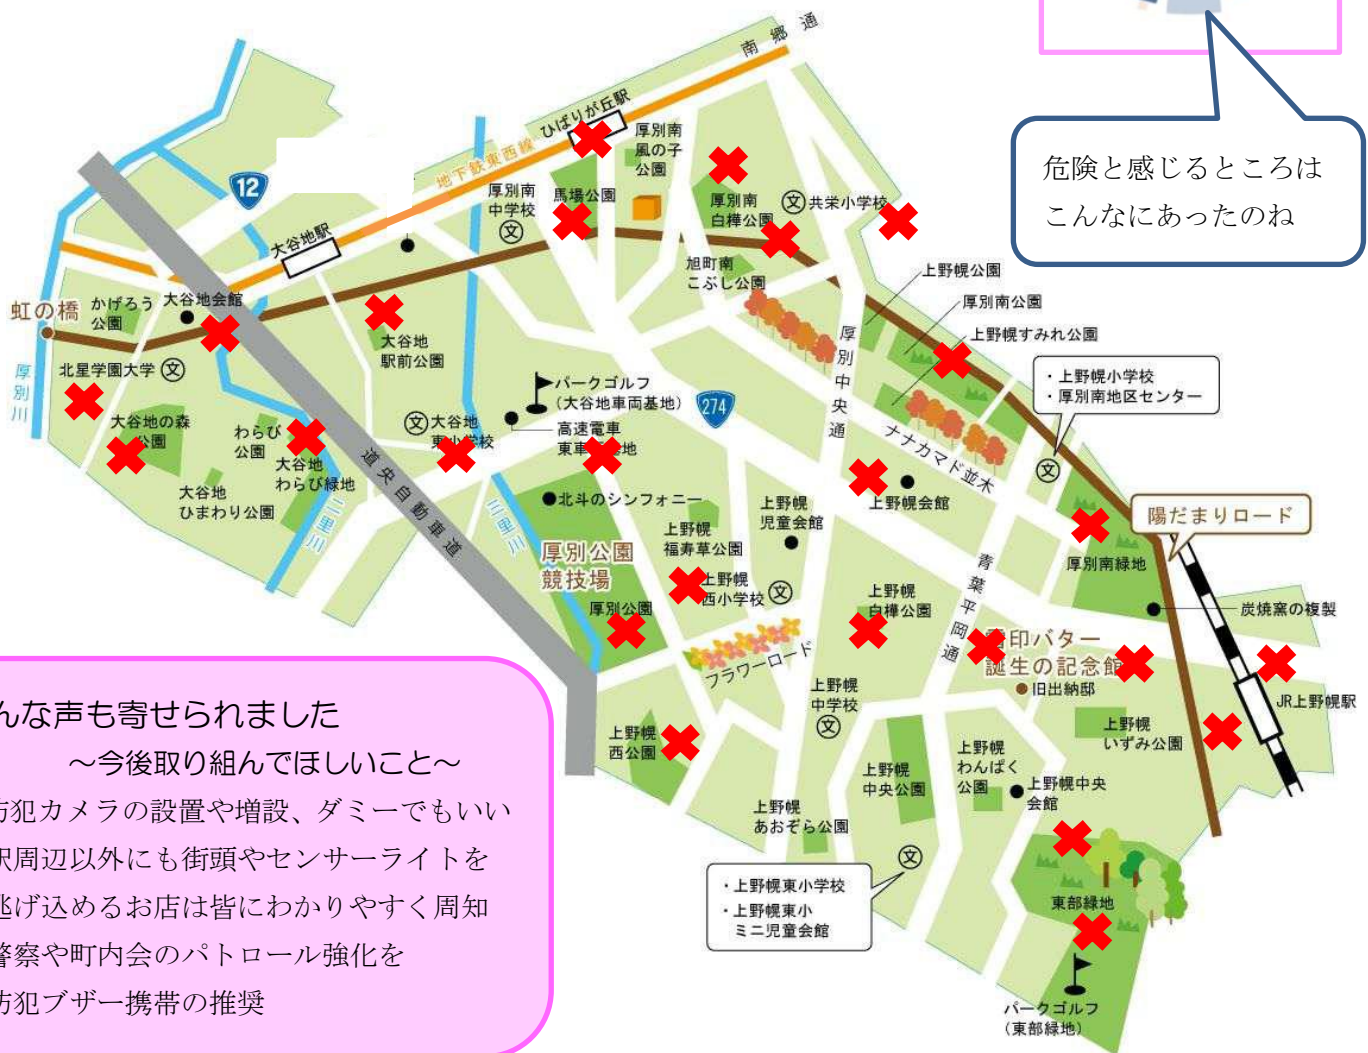 南郷通
ひばりが丘駅
地下鉄東西線
12
大谷地駅
厚別南
風の子
公園
厚別南
中学校
文
馬場公園
厚別南
白樺公園
文 共栄小学校
危険と感じるところは
こんなにあったのね
旭町南
こぶし公園
上野幌公園
厚別南公園
上野幌すみれ公園
虹の橋
かげろう
公園
大谷地会館
大谷地
駅前公園
厚別川
北星学園大学 文
大谷地の森
公園
わらび
公園
大谷地
わらび緑地
大谷地
ひまわり公園
二里川
道央自動車道
文 大谷地
東小学校
パークゴルフ
(大谷地車両基地)
高速電車
東車 基地
274
厚別中央通
ナナカマド並木
・上野幌小学校
・厚別南地区センター
文
三里川
北斗のシンフォニー
厚別公園
競技場
厚別公園
上野幌
福寿草公園
上野幌
児童会館
上野幌会館
上野幌
西小学校 文
上野幌
白樺公園
青葉平岡通
陽だまりロード
厚別南緑地
炭焼窯の複製
フラワーロード
雪印バター
誕生の記念館
旧出納邸
JR上野幌駅
上野幌
西公園
上野幌
中学校
文
上野幌
いずみ公園
上野幌
中央公園
上野幌
わんぱく
公園
上野幌中央
会館
上野幌
あおぞら公園
文
・上野幌東小学校
・上野幌東小
ミニ児童会館
東部緑地
パークゴルフ
(東部緑地)
んな声も寄せられました
～今後取り組んでほしいこと～
防犯カメラの設置や増設、ダミーでもいい
駅周辺以外にも街頭やセンサーライトを
逃げ込めるお店は皆にわかりやすく周知
警察や町内会のパトロール強化を
防犯ブザー携帯の推奨